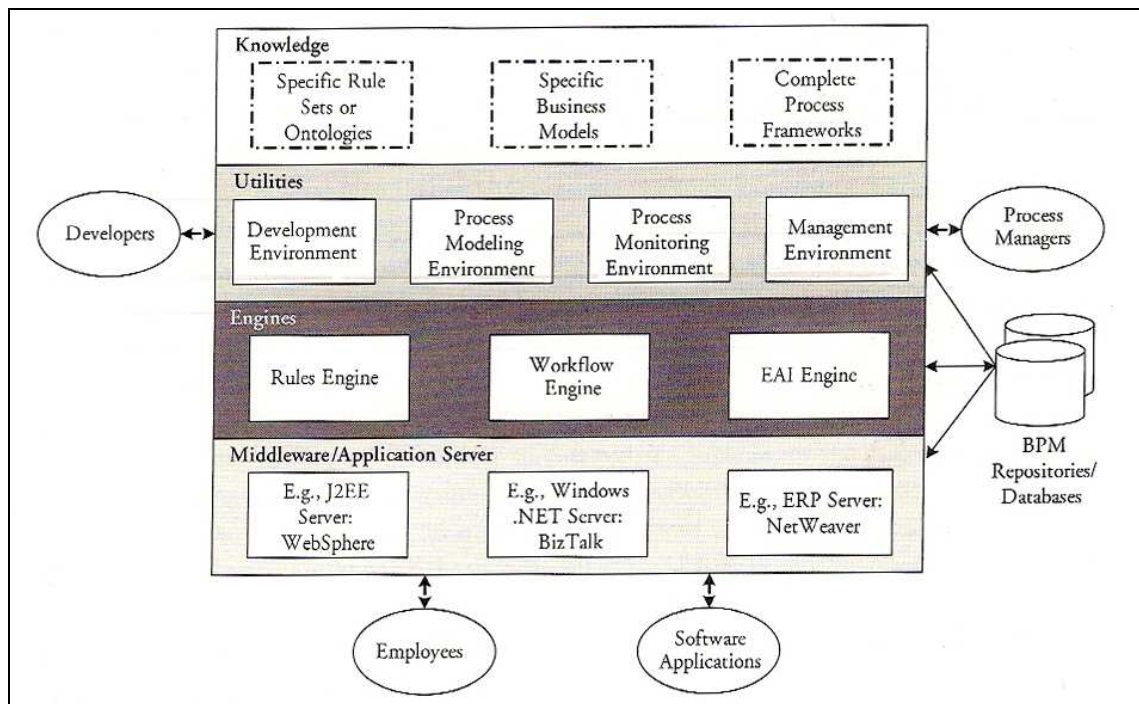 Knowledge
Specific Rule
Sets or
Ontologies
Specific
Business
Models
Complete
Process
Frameworks
Utilities
Developers
Development
Environment
Process
Modeling
Environment
Process
Monitoring
Environment
Management
Environment
Process
Managers
Engines
Rules Engine
Workflow
Engine
EAI Engine
BPM
Repositories/
Databases
Middleware/Application Server
E.g., J2EE
Server:
WebSphere
E.g., Windows
.NET Server:
BizTalk
E.g., ERP Server:
NetWeaver
Employees
Software
Applications